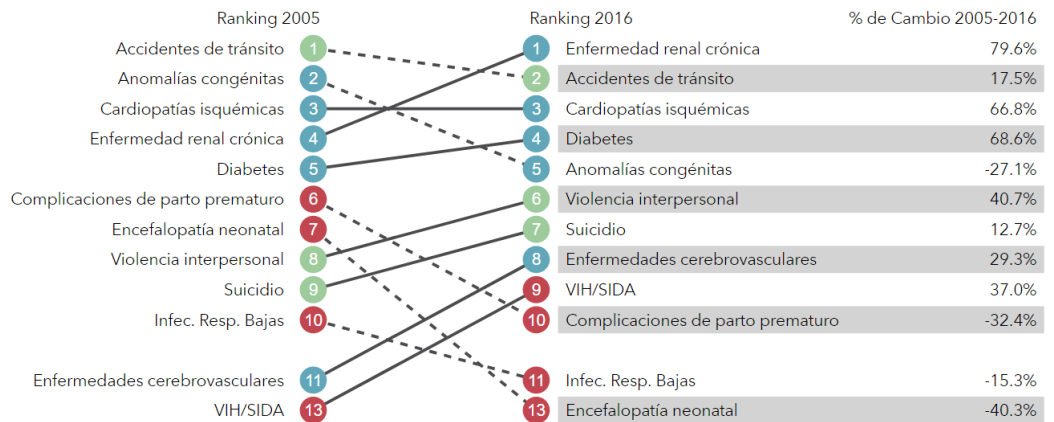 Ranking 2005 Ranking 2016 % de Cambio 2005-2016
Accidentes de tránsito 1 1 Enfermedad renal crónica 79.6%
Anomalías congénitas 2 2 Accidentes de tránsito 17.5%
Cardiopatías isquémicas 3 3 Cardiopatías isquémicas 66.8%
Enfermedad renal crónica 4 4 Diabetes 68.6%
Diabetes 5 5 Anomalías congénitas -27.1%
Complicaciones de parto prematuro 6 6 Violencia interpersonal 40.7%
Encefalopatía neonatal 7 7 Suicidio 12.7%
Violencia interpersonal 8 8 Enfermedades cerebrovasculares 29.3%
Suicidio 9 9 VIH/SIDA 37.0%
Infec. Resp. Bajas 10 10 Complicaciones de parto prematuro -32.4%
Enfermedades cerebrovasculares 11 11 Infec. Resp. Bajas -15.3%
VIH/SIDA 13 13 Encefalopatía neonatal -40.3%